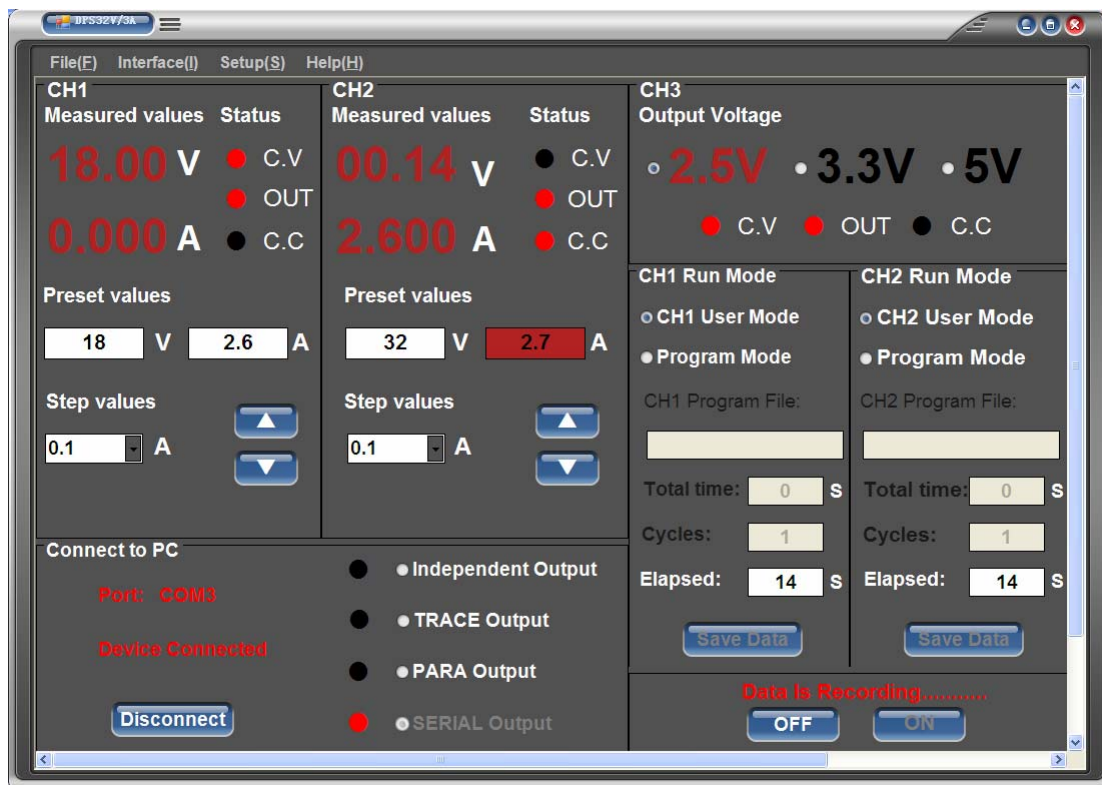 DPS32V/3A
File(F) Interface(I) Setup(S) Help(H)
CH1
Measured values Status
18.00 V C.V
OUT
0.000 A C.C
Preset values
18 V 2.6 A
Step values
0.1 A
CH2
Measured values Status
00.14 V C.V
OUT
2.600 A C.C
Preset values
32 V 2.7 A
Step values
0.1 A
CH3
Output Voltage
2.5V 3.3V 5V
C.V OUT C.C
CH1 Run Mode
CH1 User Mode
Program Mode
CH1 Program File:
Total time: 0 S
Cycles: 1
Elapsed: 14 S
Save Data
CH2 Run Mode
CH2 User Mode
Program Mode
CH2 Program File:
Total time: 0 S
Cycles: 1
Elapsed: 14 S
Save Data
Connect to PC
Port: COM3
Device Connected
Disconnect
Independent Output
TRACE Output
PARA Output
SERIAL Output
Data Is Recording...........
OFF ON